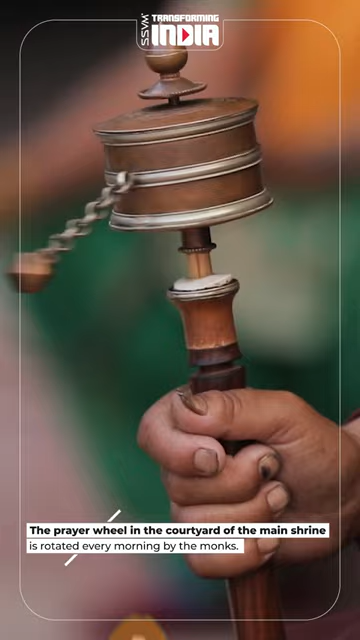 SSVM
TRANSFORMING
INDIA
The prayer wheel in the courtyard of the main shrine
is rotated every morning by the monks.